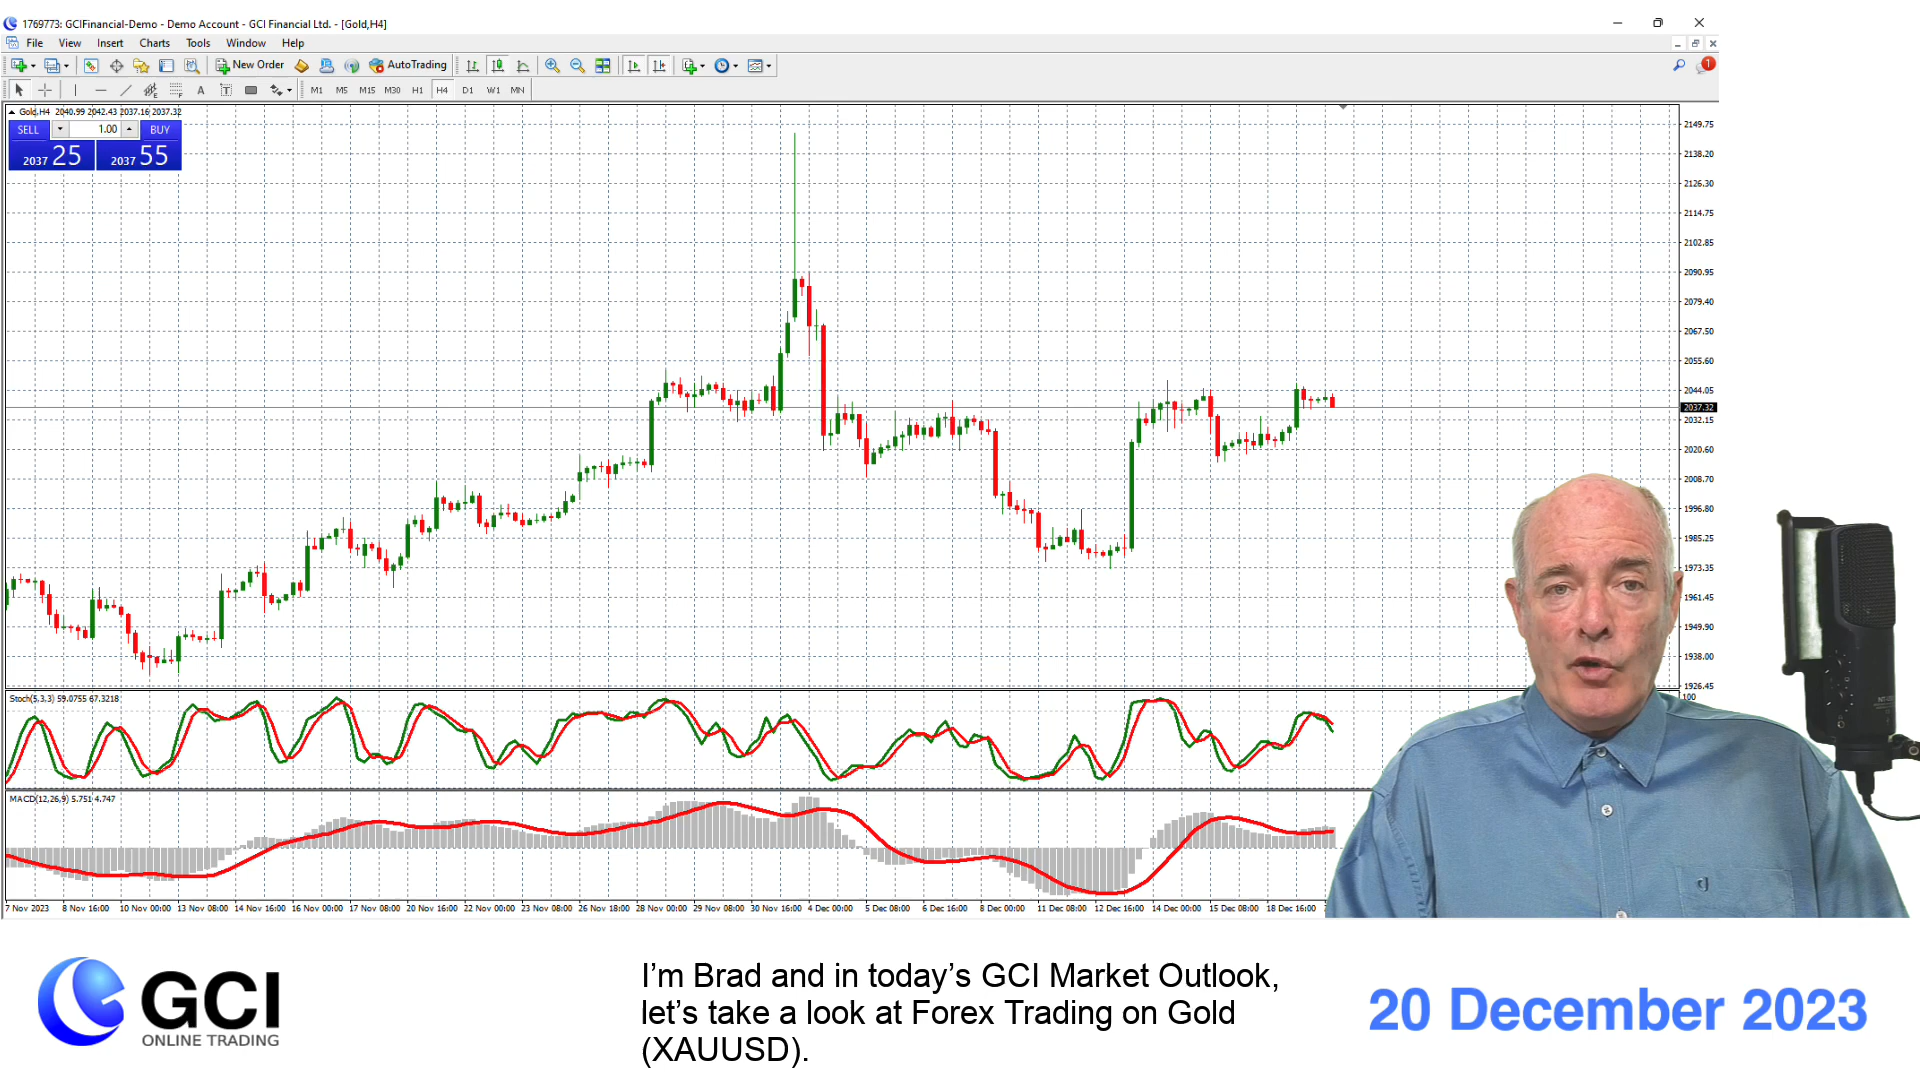 1769773: GCIFinancial-Demo - Demo Account - GCI Financial Ltd. - [Gold,H4]
File View Insert Charts Tools Window Help
New Order AutoTrading 1
A T M1 M5 M15 M30 H1 H4 D1 W1 MN
Gold,H4 2040.99 2042.43 2037.16 2037.32
SELL 1.00 BUY
2037 25 2037 55
2149.75
2138.20
2126.30
2114.75
2102.85
2090.95
2079.40
2067.50
2055.60
2044.05
2037.32
2032.15
2020.60
2008.70
1996.80
1985.25
1973.35
1961.45
1949.90
1938.00
1926.45
Stoch(5,3,3) 59.0755 67.3218
100
MACD(12,26,9) 5.751 4.747
7 Nov 2023 8 Nov 16:00 10 Nov 00:00 13 Nov 08:00 14 Nov 16:00 16 Nov 00:00 17 Nov 08:00 20 Nov 16:00 22 Nov 00:00 23 Nov 08:00 26 Nov 18:00 28 Nov 00:00 29 Nov 08:00 30 Nov 16:00 4 Dec 00:00 5 Dec 08:00 6 Dec 16:00 8 Dec 00:00 11 Dec 08:00 12 Dec 16:00 14 Dec 00:00 15 Dec 08:00 18 Dec 16:00
GCI
ONLINE TRADING
I'm Brad and in today's GCI Market Outlook,
let's take a look at Forex Trading on Gold
(XAUUSD).
20 December 2023